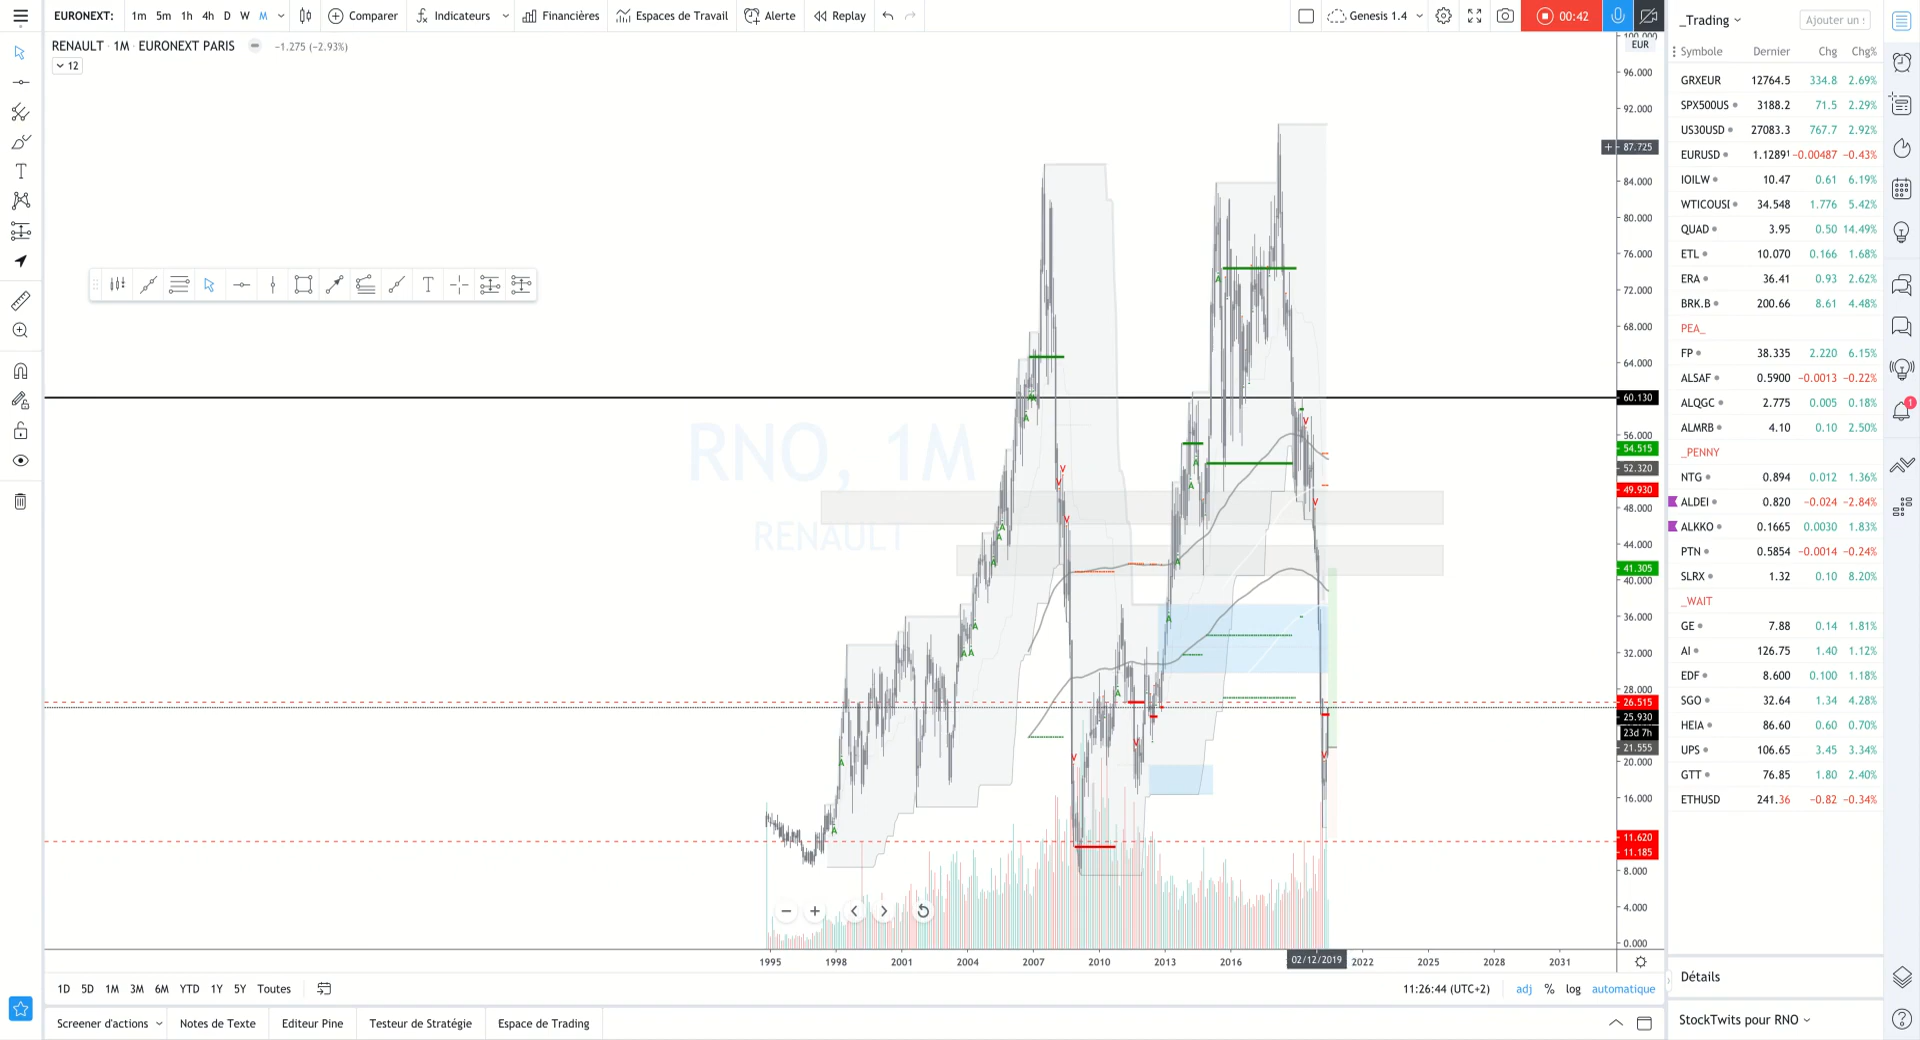 EURONEXT: 1m 5m 1h 4h D W M Comparer Indicateurs Financières Espaces de Travail Alerte Replay Genesis 1.4 00:42
RENAULT · 1M · EURONEXT PARIS −1.275 (−2.93%)
12
RNO, 1M
RENAULT
EUR
96.000
92.000
87.725
84.000
80.000
76.000
72.000
68.000
64.000
60.130
56.000
54.515
52.320
49.930
48.000
44.000
41.305
40.000
36.000
32.000
28.000
26.515
25.930
23d 7h
21.555
20.000
16.000
11.620
11.185
8.000
4.000
0.000
1995 1998 2001 2004 2007 2010 2013 2016 02/12/2019 2022 2025 2028 2031
1D 5D 1M 3M 6M YTD 1Y 5Y Toutes 11:26:44 (UTC+2) adj % log automatique
Screener d'actions Notes de Texte Editeur Pine Testeur de Stratégie Espace de Trading
_Trading Ajouter un s
Symbole Dernier Chg Chg%
GRXEUR 12764.5 334.8 2.69%
SPX500US 3188.2 71.5 2.29%
US30USD 27083.3 767.7 2.92%
EURUSD 1.1289¹ −0.00487 −0.43%
IOILW 10.47 0.61 6.19%
WTICOUSD 34.548 1.776 5.42%
QUAD 3.95 0.50 14.49%
ETL 10.070 0.166 1.68%
ERA 36.41 0.93 2.62%
BRK.B 200.66 8.61 4.48%
PEA_
FP 38.335 2.220 6.15%
ALSAF 0.5900 −0.0013 −0.22%
ALQGC 2.775 0.005 0.18%
ALMRB 4.10 0.10 2.50%
_PENNY
NTG 0.894 0.012 1.36%
ALDEI 0.820 −0.024 −2.84%
ALKKO 0.1665 0.0030 1.83%
PTN 0.5854 −0.0014 −0.24%
SLRX 1.32 0.10 8.20%
_WAIT
GE 7.88 0.14 1.81%
AI 126.75 1.40 1.12%
EDF 8.600 0.100 1.18%
SGO 32.64 1.34 4.28%
HEIA 86.60 0.60 0.70%
UPS 106.65 3.45 3.34%
GTT 76.85 1.80 2.40%
ETHUSD 241.36 −0.82 −0.34%
Détails
StockTwits pour RNO
1